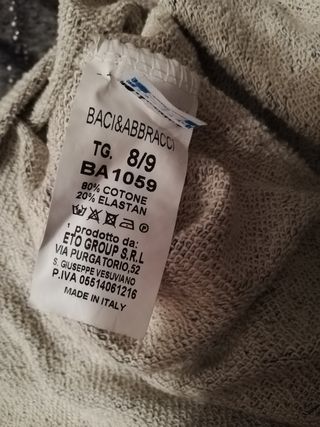 BACI&ABBRACCI
TG. 8/9
BA1059
80% COTONE
20% ELASTAN
prodotto da:
ETO GROUP S.R.L
VIA PURGATORIO,52
S. GIUSEPPE VESUVIANO
P.IVA 05514061216
MADE IN ITALY